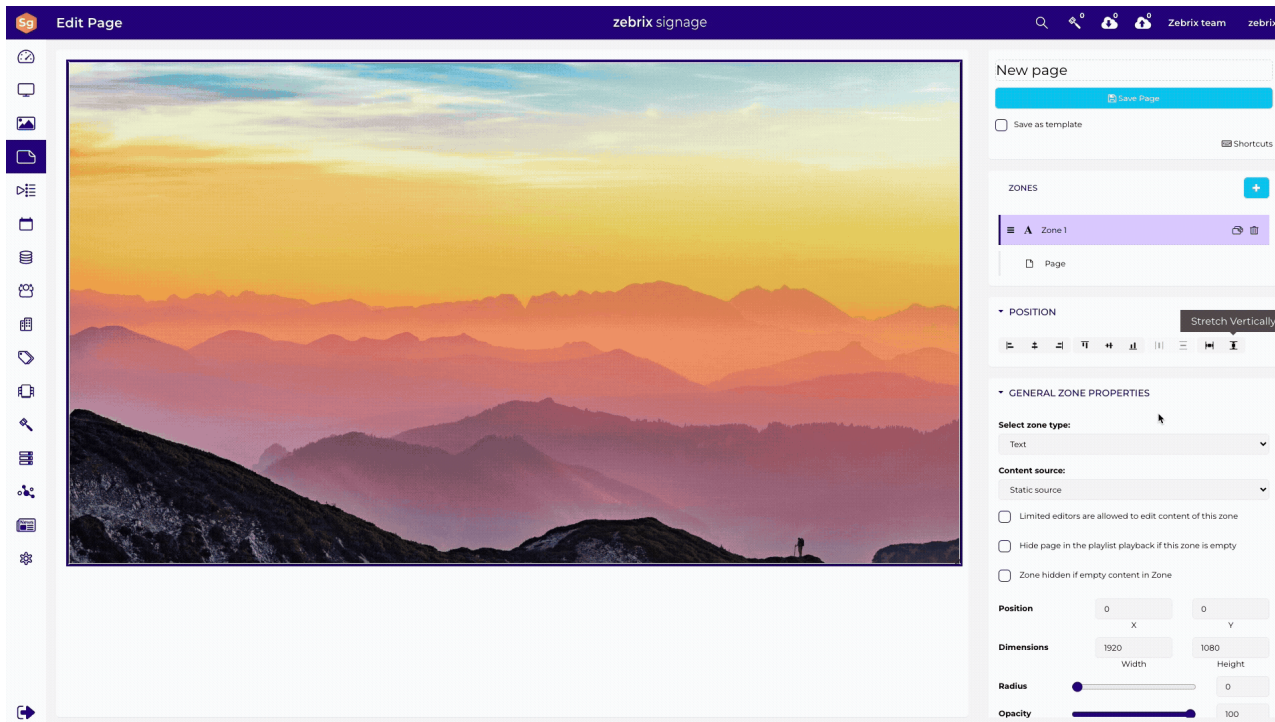 Sg Edit Page zebrix signage 0 0 0 Zebrix team zebrix
New page
Save Page
Save as template
Shortcuts
ZONES
+
A Zone 1
Page
POSITION
Stretch Vertically
GENERAL ZONE PROPERTIES
Select zone type:
Text
Content source:
Static source
Limited editors are allowed to edit content of this zone
Hide page in the playlist playback if this zone is empty
Zone hidden if empty content in Zone
Position 0 0
X Y
Dimensions 1920 1080
Width Height
Radius 0
Opacity 100